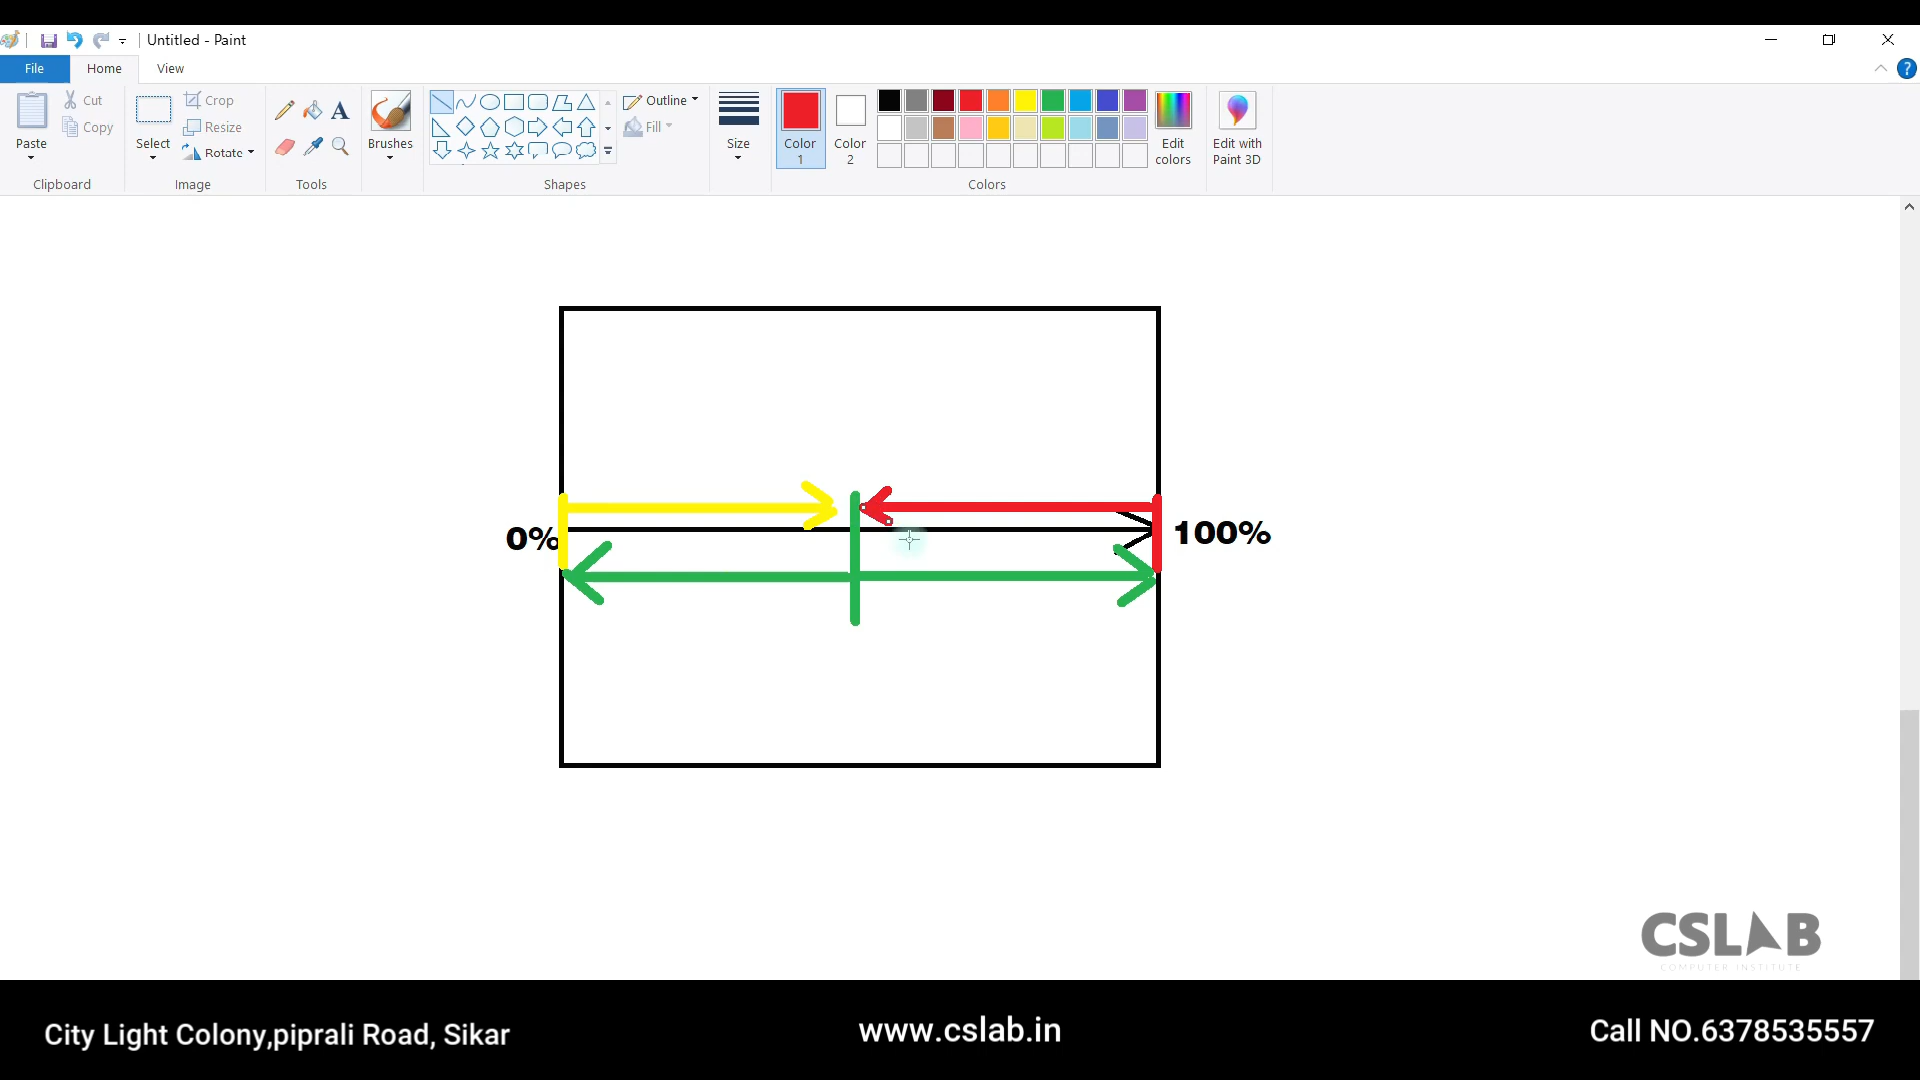 Untitled - Paint
File Home View
Paste
Cut
Copy
Clipboard
Select
Crop
Resize
Rotate
Image
Tools
Brushes
Shapes
Outline
Fill
Size
Color 1
Color 2
Edit colors
Colors
Edit with Paint 3D
0%
100%
CSLAB
COMPUTER INSTITUTE
City Light Colony,piprali Road, Sikar
www.cslab.in
Call NO.6378535557